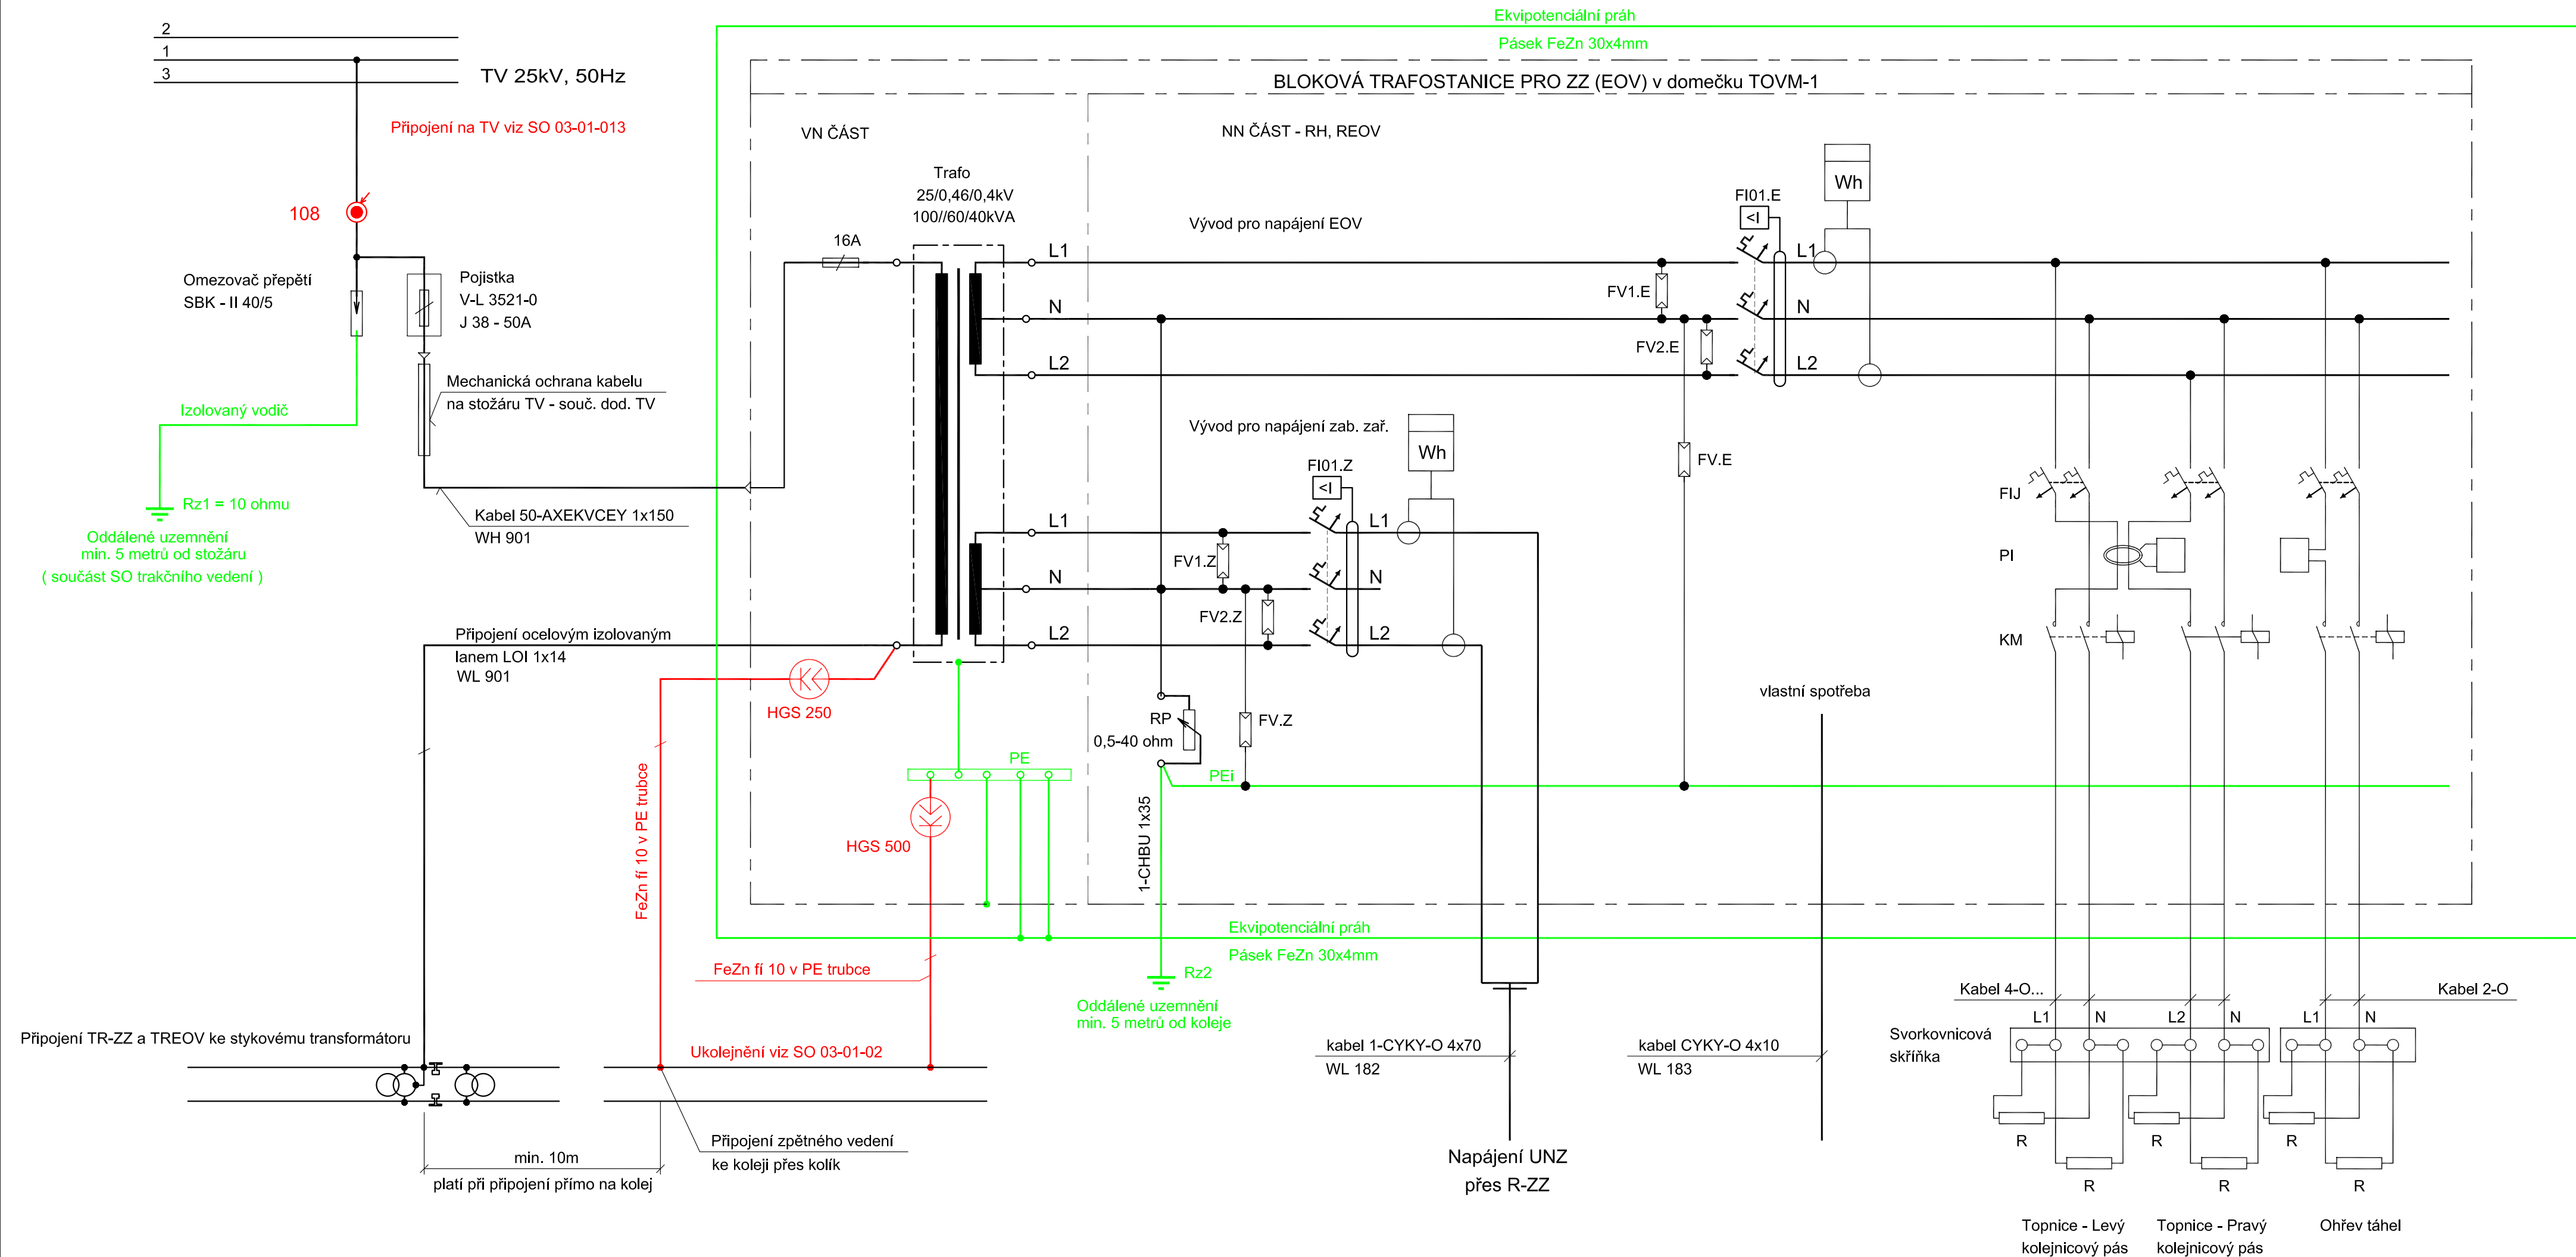 Ekvipotenciální práh
Pásek FeZn 30x4mm
2
1
3
TV 25kV, 50Hz
Připojení na TV viz SO 03-01-013
108
Omezovač přepětí
SBK - II 40/5
Pojistka
V-L 3521-0
J 38 - 50A
Mechanická ochrana kabelu
na stožáru TV - souč. dod. TV
Izolovaný vodič
Rz1 = 10 ohmu
Oddálené uzemnění
min. 5 metrů od stožáru
( součást SO trakčního vedení )
Kabel 50-AXEKVCEY 1x150
WH 901
Připojení ocelovým izolovaným
lanem LOI 1x14
WL 901
BLOKOVÁ TRAFOSTANICE PRO ZZ (EOV) v domečku TOVM-1
VN ČÁST
NN ČÁST - RH, REOV
Trafo
25/0,46/0,4kV
100//60/40kVA
16A
Vývod pro napájení EOV
L1
N
L2
FV1.E
FV2.E
FI01.E
<I
Wh
L1
N
L2
FV.E
Vývod pro napájení zab. zař.
FI01.Z
<I
Wh
L1
N
L2
FV1.Z
FV2.Z
L1
N
L2
FIJ
PI
KM
HGS 250
RP
0,5-40 ohm
FV.Z
vlastní spotřeba
PE
PEi
HGS 500
FeZn fí 10 v PE trubce
1-CHBU 1x35
Ekvipotenciální práh
Pásek FeZn 30x4mm
FeZn fí 10 v PE trubce
Rz2
Oddálené uzemnění
min. 5 metrů od koleje
Kabel 4-O...
Kabel 2-O
L1
N
L2
N
L1
N
Svorkovnicová
skříňka
Připojení TR-ZZ a TREOV ke stykovému transformátoru
Ukolejnění viz SO 03-01-02
kabel 1-CYKY-O 4x70
WL 182
kabel CYKY-O 4x10
WL 183
Připojení zpětného vedení
ke koleji přes kolík
min. 10m
platí při připojení přímo na kolej
Napájení UNZ
přes R-ZZ
R
R
R
R
R
R
Topnice - Levý
kolejnicový pás
Topnice - Pravý
kolejnicový pás
Ohřev táhel